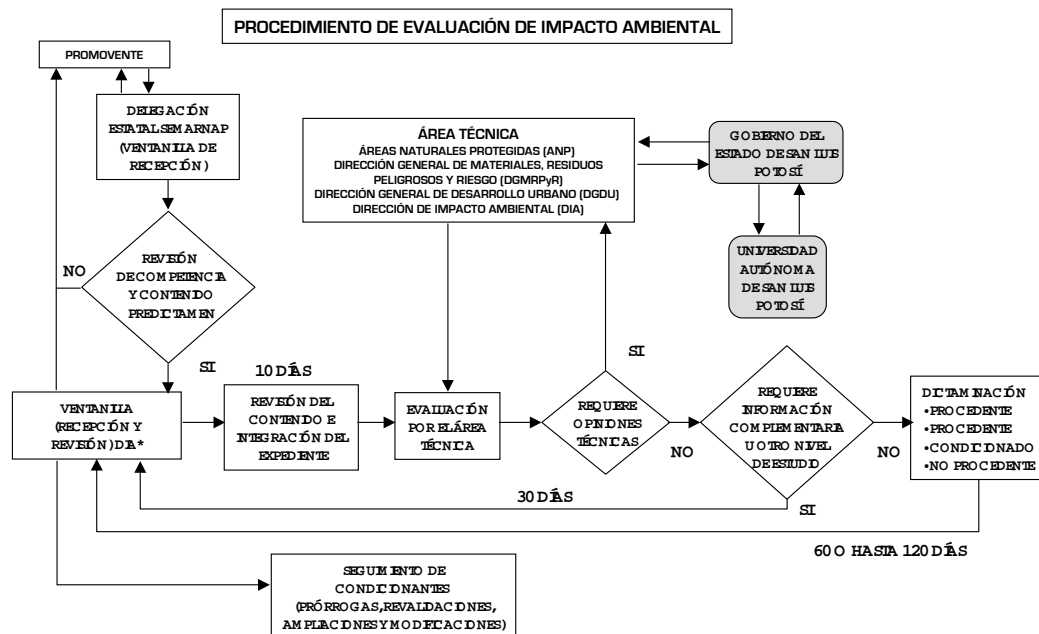 PROCEDIMIENTO DE EVALUACIÓN DE IMPACTO AMBIENTAL
PROMOVENTE
DELEGACIÓN
ESTATAL SEMARNAP
(VENTANILLA DE
RECEPCIÓN)
ÁREA TÉCNICA
ÁREAS NATURALES PROTEGIDAS (ANP)
DIRECCIÓN GENERAL DE MATERIALES, RESIDUOS
PELIGROSOS Y RIESGO (DGMRPyR)
DIRECCIÓN GENERAL DE DESARROLLO URBANO (DGDU)
DIRECCIÓN DE IMPACTO AMBIENTAL (DIA)
GOBIERNO DEL
ESTADO DE SAN LUIS
POTOSÍ
UNIVERSIDAD
AUTÓNOMA
DE SAN LUIS
POTOSÍ
NO
REVISIÓN
DE COMPETENCIA
Y CONTENIDO
PREDICTAMEN
SI
10 DÍAS
VENTANILLA
(RECEPCIÓN Y
REVISIÓN) DIA*
REVISIÓN DEL
CONTENIDO E
INTEGRACIÓN DEL
EXPEDIENTE
EVALUACIÓN
POR EL ÁREA
TÉCNICA
SI
REQUIERE
OPINIONES
TÉCNICAS
NO
REQUIERE
INFORMACIÓN
COMPLEMENTARIA
U OTRO NIVEL
DE ESTUDIO
NO
DICTAMINACIÓN
•PROCEDENTE
•PROCEDENTE
•CONDICIONADO
•NO PROCEDENTE
30 DÍAS
SI
60 O HASTA 120 DÍAS
SEGUIMIENTO DE
CONDICIONANTES
(PRÓRROGAS, REVALIDACIONES,
AMPLIACIONES Y MODIFICACIONES)